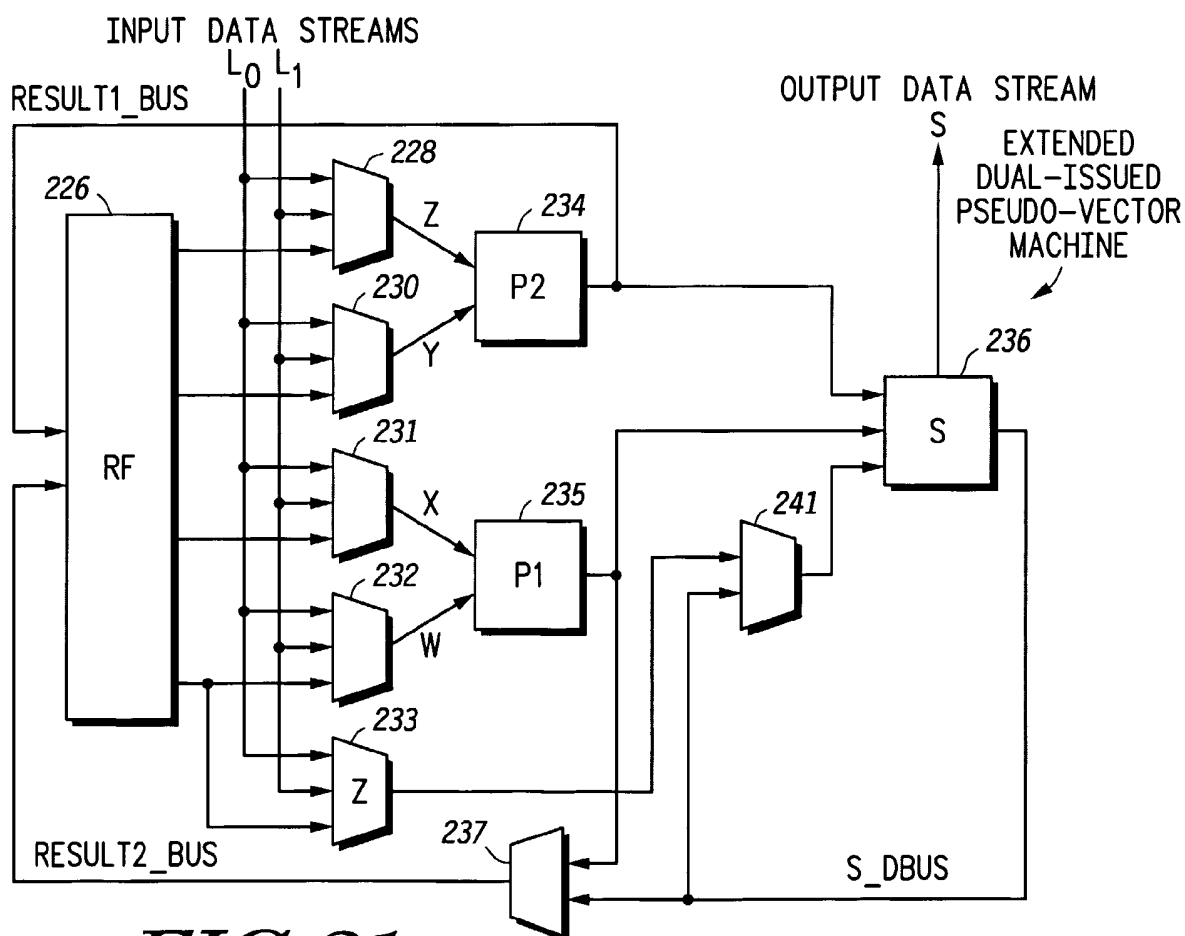 INPUT DATA STREAMS
L0 L1
RESULT1_BUS
OUTPUT DATA STREAM
S
EXTENDED
DUAL-ISSUED
PSEUDO-VECTOR
MACHINE
226
228
Z
234
P2
230
Y
236
S
231
RF
X
235
P1
241
232
W
233
Z
RESULT2_BUS
237
S_DBUS